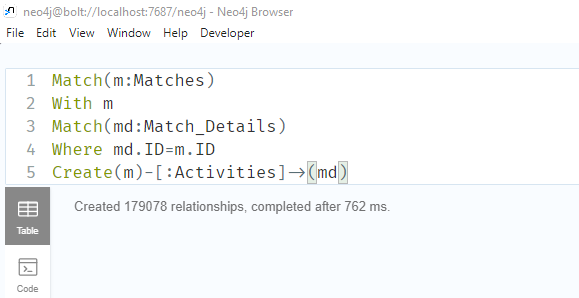 neo4j@bolt://localhost:7687/neo4j - Neo4j Browser
File Edit View Window Help Developer
1 Match(m:Matches)
2 With m
3 Match(md:Match_Details)
4 Where md.ID=m.ID
5 Create(m)-[:Activities]→(md)
Created 179078 relationships, completed after 762 ms.
Table
Code